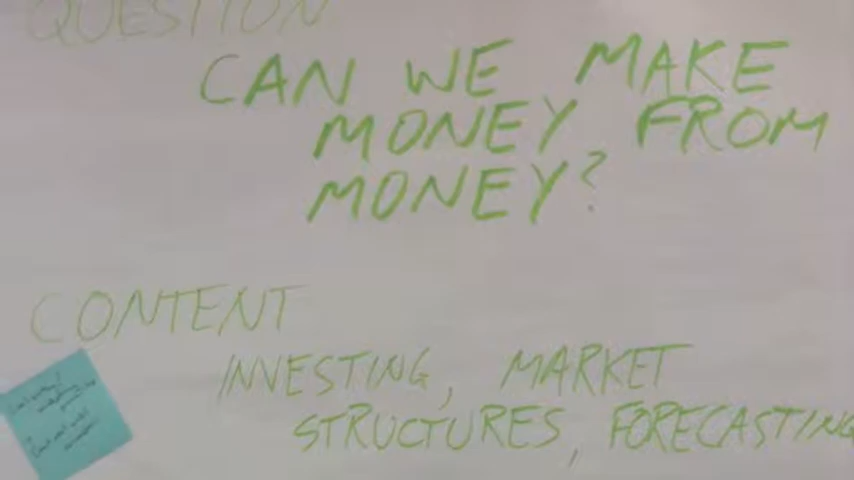 QUESTION
CAN WE MAKE
MONEY FROM
MONEY?
CONTENT
INVESTING, MARKET
STRUCTURES, FORECASTING